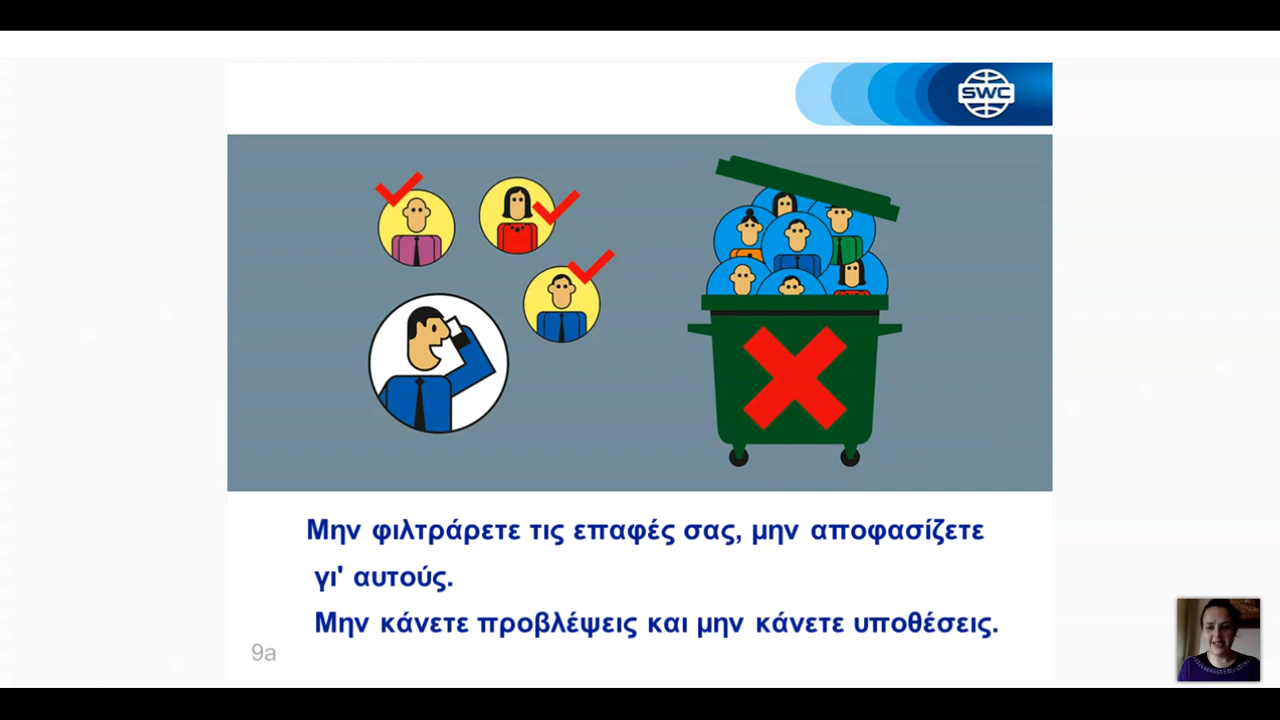 SWC
Μην φιλτράρετε τις επαφές σας, μην αποφασίζετε
γι' αυτούς.
Μην κάνετε προβλέψεις και μην κάνετε υποθέσεις.
9a